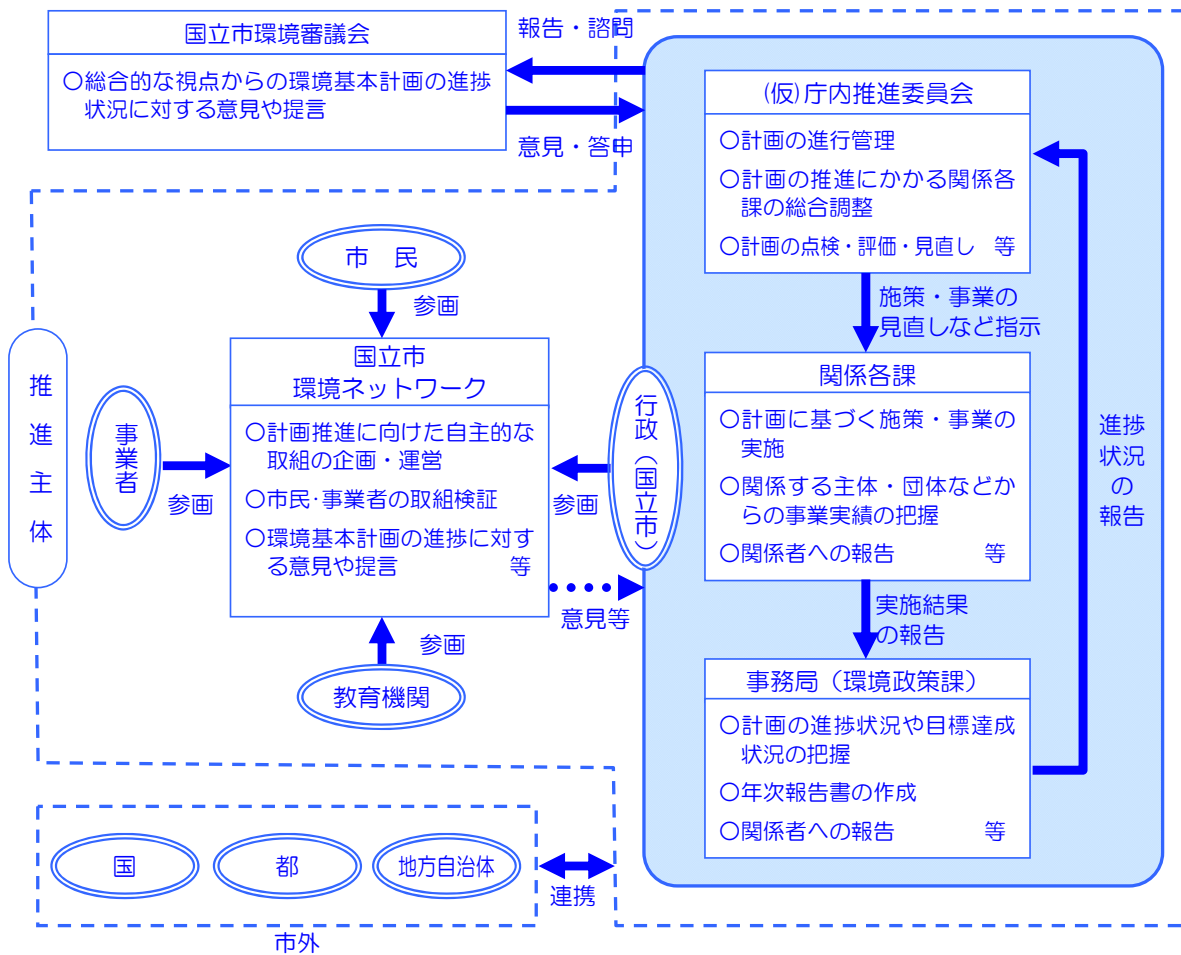 国立市環境審議会
〇総合的な視点からの環境基本計画の進捗
状況に対する意見や提言
報告・諮問
意見・答申
(仮)庁内推進委員会
〇計画の進行管理
〇計画の推進にかかる関係各
課の総合調整
〇計画の点検・評価・見直し　等
施策・事業の
見直しなど指示
関係各課
〇計画に基づく施策・事業の
実施
〇関係する主体・団体などか
らの事業実績の把握
〇関係者への報告　等
実施結果
の報告
事務局（環境政策課）
〇計画の進捗状況や目標達成
状況の把握
〇年次報告書の作成
〇関係者への報告　等
進捗
状況
の
報告
推進主体
市　民
参画
事業者
参画
国立市
環境ネットワーク
〇計画推進に向けた自主的な
取組の企画・運営
〇市民・事業者の取組検証
〇環境基本計画の進捗に対す
る意見や提言　等
行政（国立市）
参画
意見等
参画
教育機関
国
都
地方自治体
連携
市外